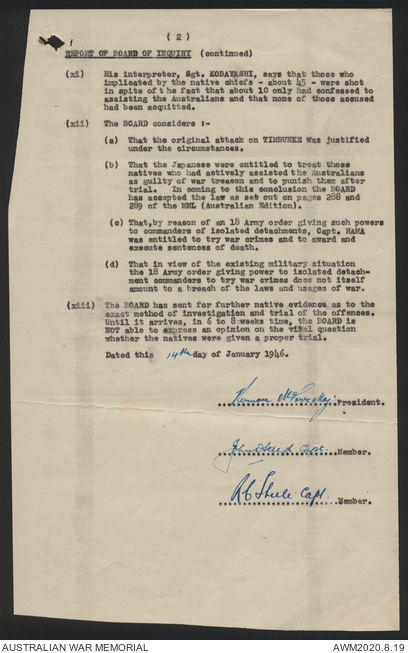 ( 2 )
REPORT OF BOARD OF INQUIRY (continued)
(xi) His interpreter, Sgt. KOBAYASHI, says that those who
implicated by the native chiefs - about 45 - were shot
in spite of the fact that about 10 only had confessed to
assisting the Australians and that none of those accused
had been acquitted.
(xii) The BOARD considers :-
(a) That the original attack on TIMBUNKE was justified
under the circumstances.
(b) That the Japanese were entitled to treat those
natives who had actively assisted the Australians
as guilty of war treason and to punish them after
trial. In coming to this conclusion the BOARD
has accepted the law as set out on pages 288 and
289 of the MML (Australian Edition).
(c) That, by reason of an 18 Army order giving such powers
to commanders of isolated detachments, Capt. HAMA
was entitled to try war crimes and to award and
execute sentences of death.
(d) That in view of the existing military situation
the 18 Army order giving power to isolated detach-
ment commanders to try war crimes does not itself
amount to a breach of the laws and usages of war.
(xiii) The BOARD has sent for further native evidence as to the
exact method of investigation and trial of the offences.
Until it arrives, in 6 to 8 weeks time, the BOARD is
NOT able to express an opinion on the vital question
whether the natives were given a proper trial.
Dated this 14th day of January 1946.
Maj. President.
John Capt. Member.
R C Steele Capt. Member.
AUSTRALIAN WAR MEMORIAL
AWM2020.8.19